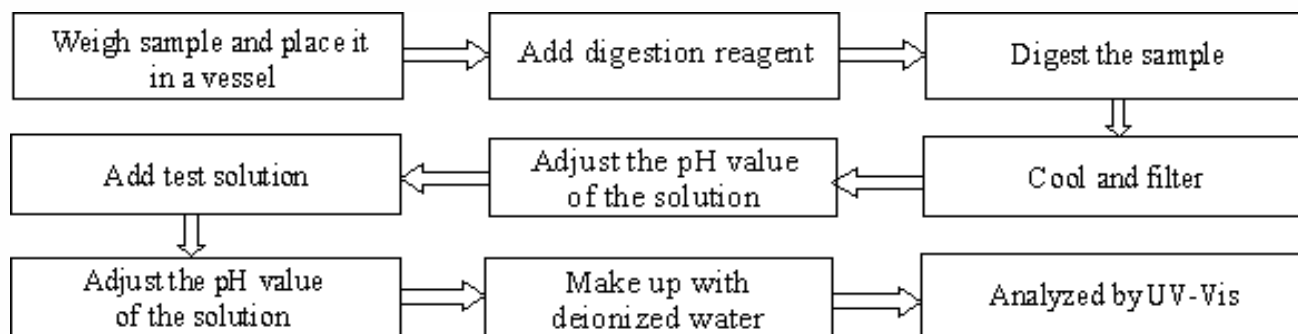 Weigh sample and place it
in a vessel
Add digestion reagent
Digest the sample
Cool and filter
Adjust the pH value
of the solution
Add test solution
Adjust the pH value
of the solution
Make up with
deionized water
Analyzed by UV-Vis